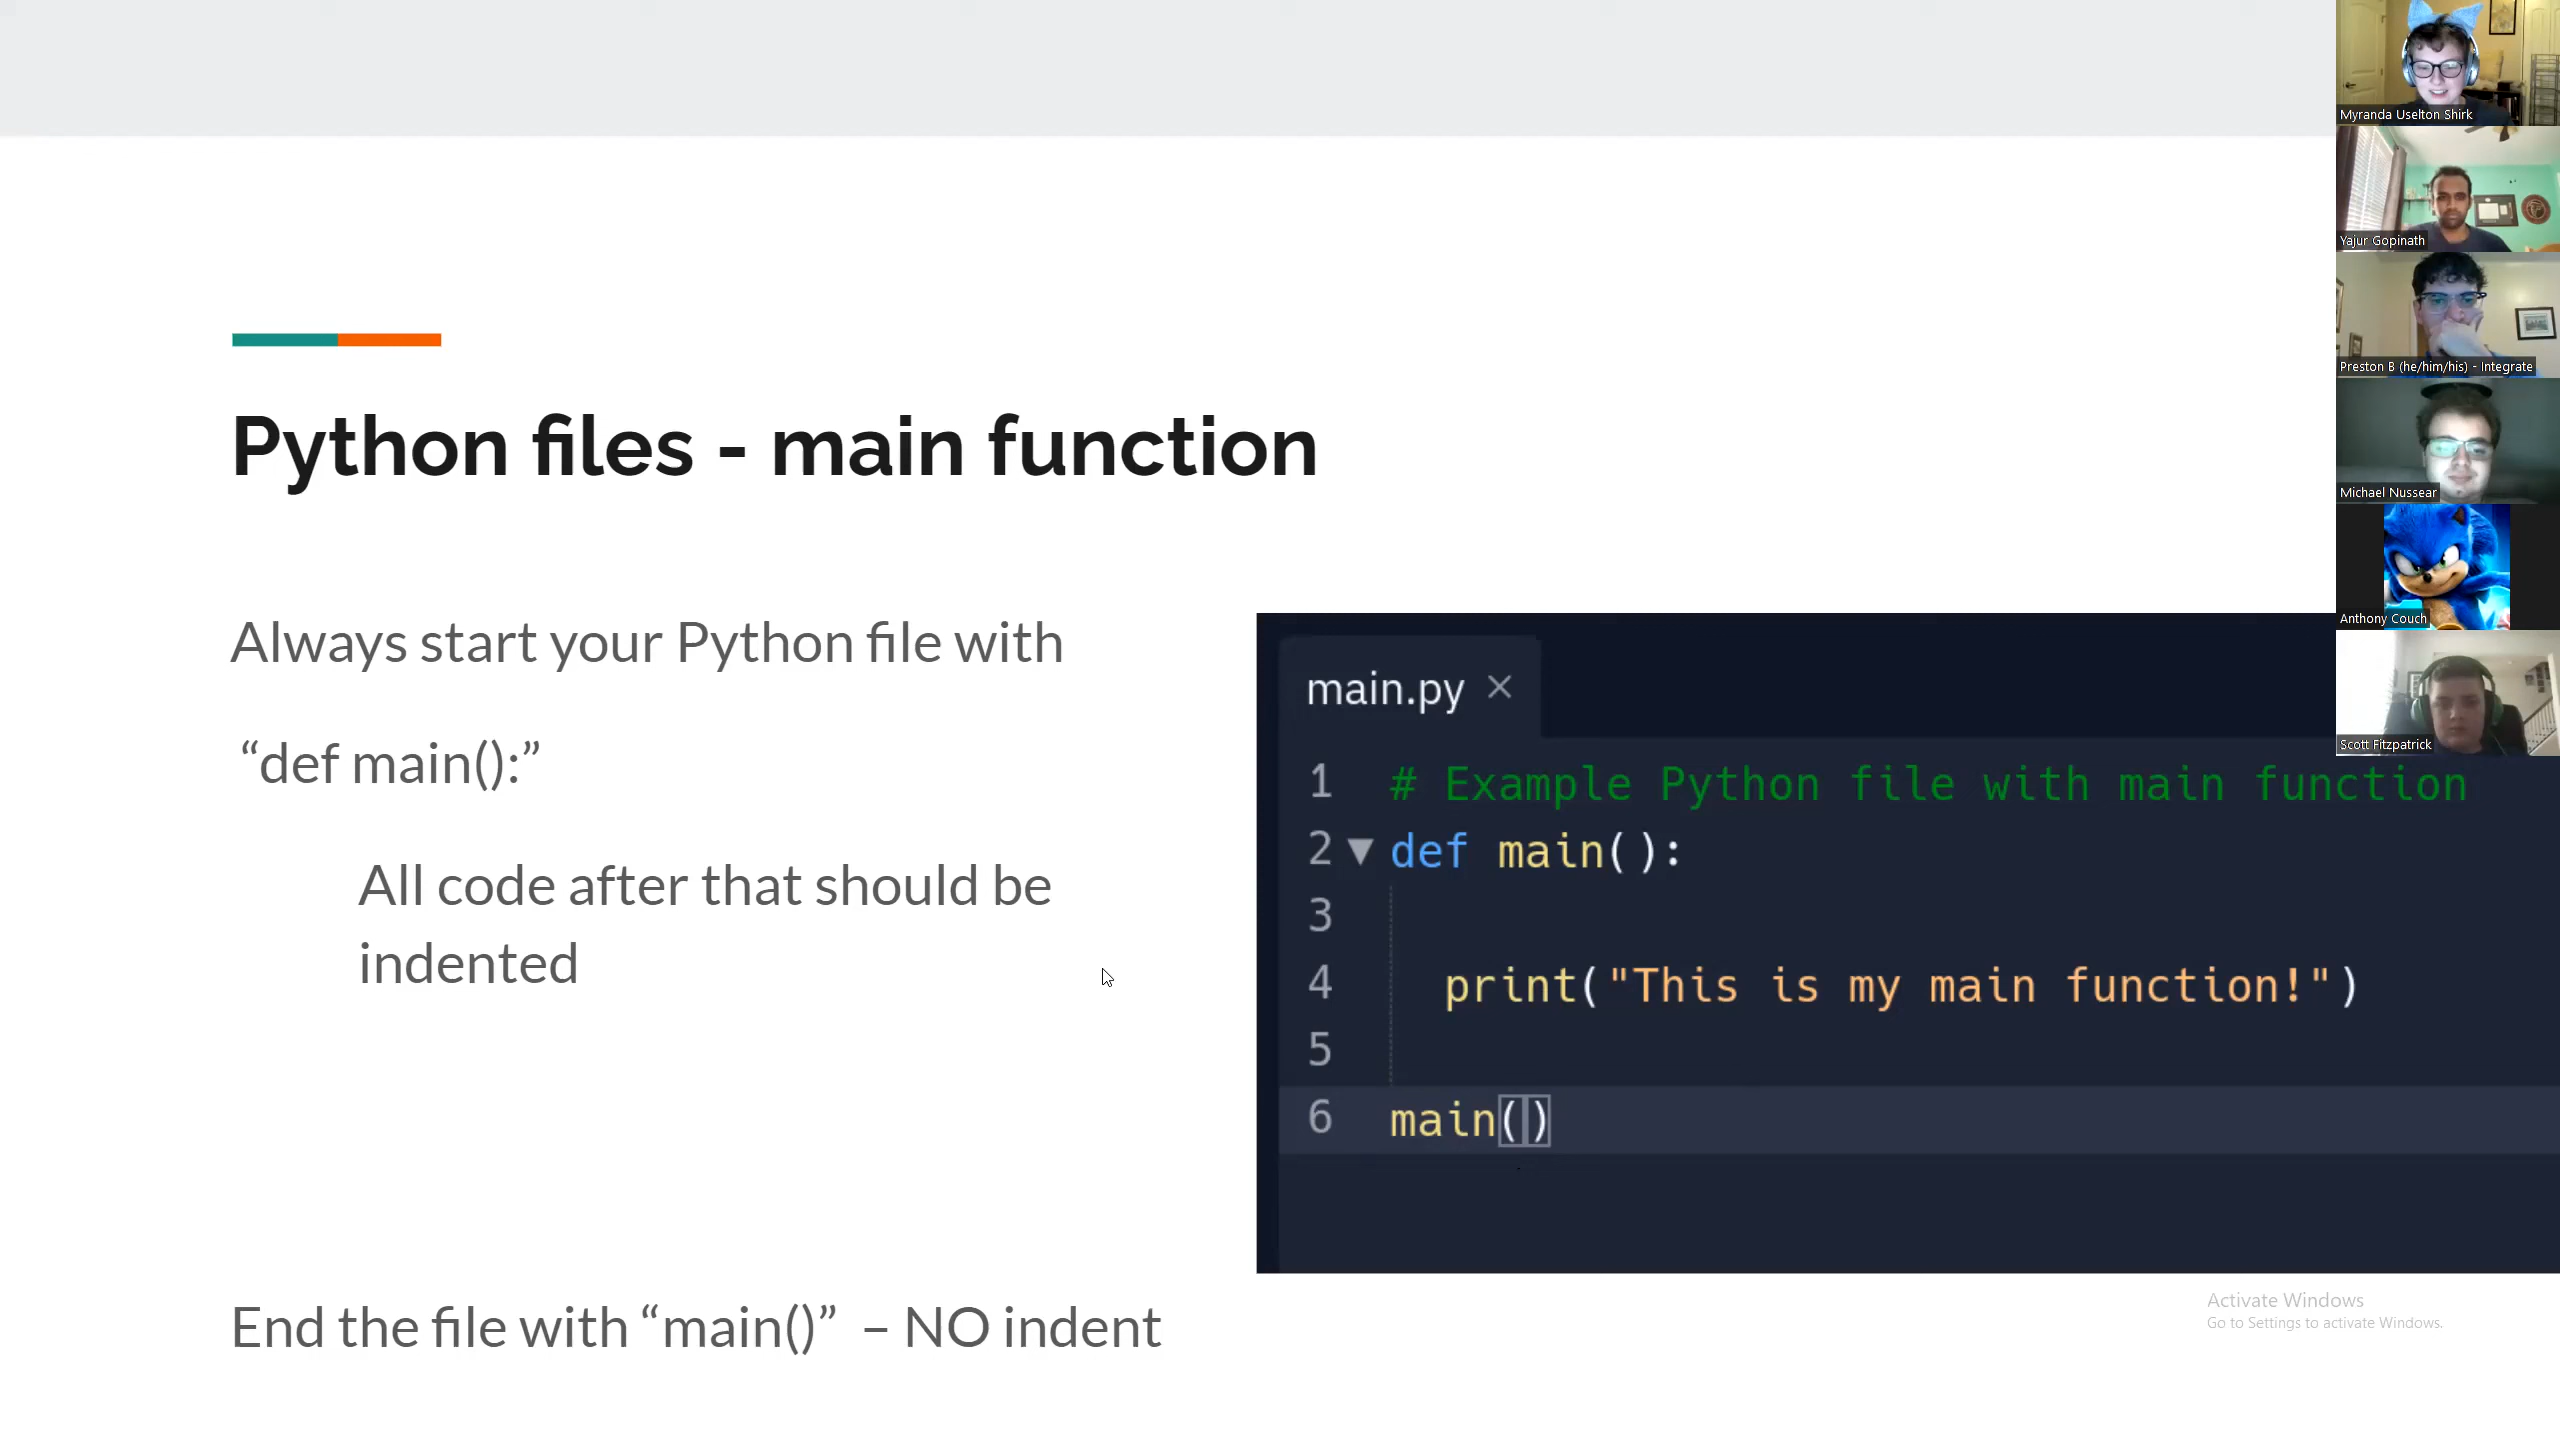 Python files - main function
Always start your Python file with
“def main():”
All code after that should be
indented
End the file with “main()” – NO indent
main.py ×
1 # Example Python file with main function
2 def main():
3
4 print("This is my main function!")
5
6 main()
Activate Windows
Go to Settings to activate Windows.
Myranda Uselton Shirk
Yajur Gopinath
Preston B (he/him/his) - Integrate
Michael Nussear
Anthony Couch
Scott Fitzpatrick